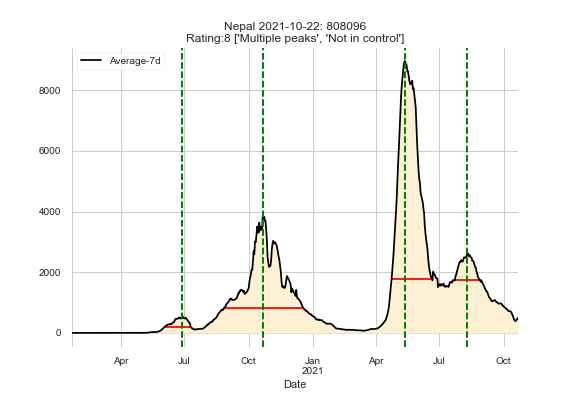 Nepal 2021-10-22: 808096
Rating:8 ['Multiple peaks', 'Not in control']
Average-7d
8000
6000
4000
2000
0
Apr Jul Oct Jan Apr Jul Oct
2021
Date